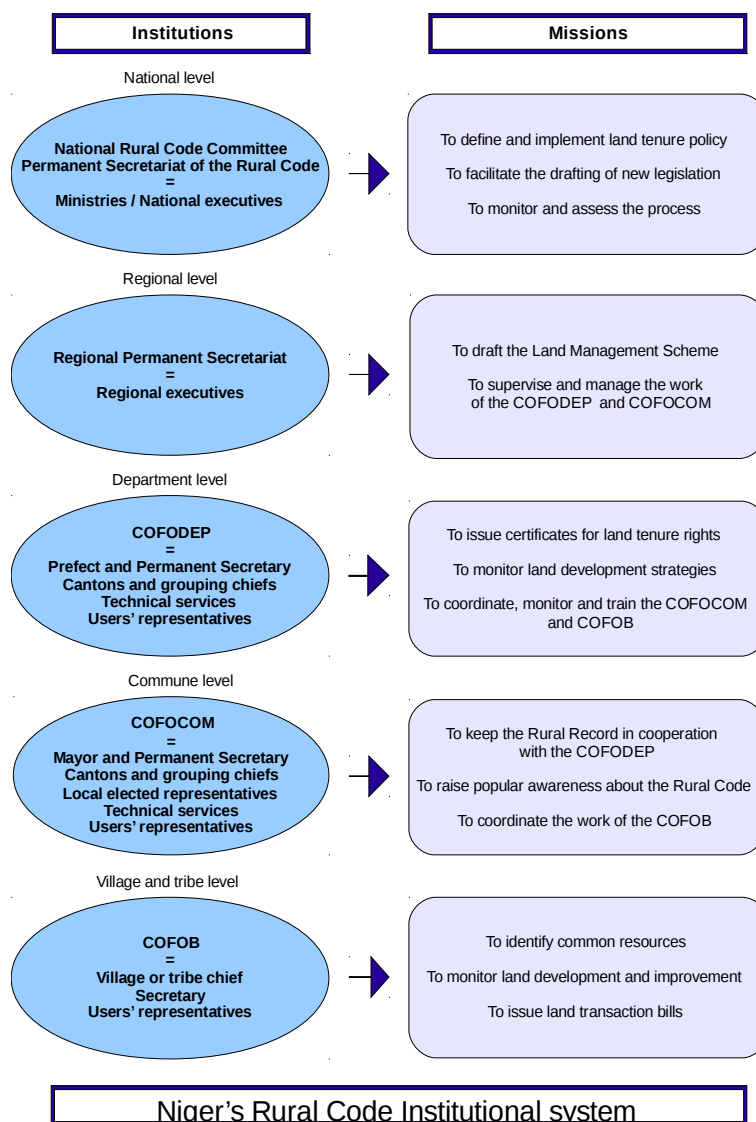 Institutions
Missions
National level
National Rural Code Committee
Permanent Secretariat of the Rural Code
=
Ministries / National executives
To define and implement land tenure policy
To facilitate the drafting of new legislation
To monitor and assess the process
Regional level
Regional Permanent Secretariat
=
Regional executives
To draft the Land Management Scheme
To supervise and manage the work
of the COFODEP and COFOCOM
Department level
COFODEP
=
Prefect and Permanent Secretary
Cantons and grouping chiefs
Technical services
Users' representatives
To issue certificates for land tenure rights
To monitor land development strategies
To coordinate, monitor and train the COFOCOM
and COFOB
Commune level
COFOCOM
=
Mayor and Permanent Secretary
Cantons and grouping chiefs
Local elected representatives
Technical services
Users' representatives
To keep the Rural Record in cooperation
with the COFODEP
To raise popular awareness about the Rural Code
To coordinate the work of the COFOB
Village and tribe level
COFOB
=
Village or tribe chief
Secretary
Users' representatives
To identify common resources
To monitor land development and improvement
To issue land transaction bills
Niger's Rural Code Institutional system